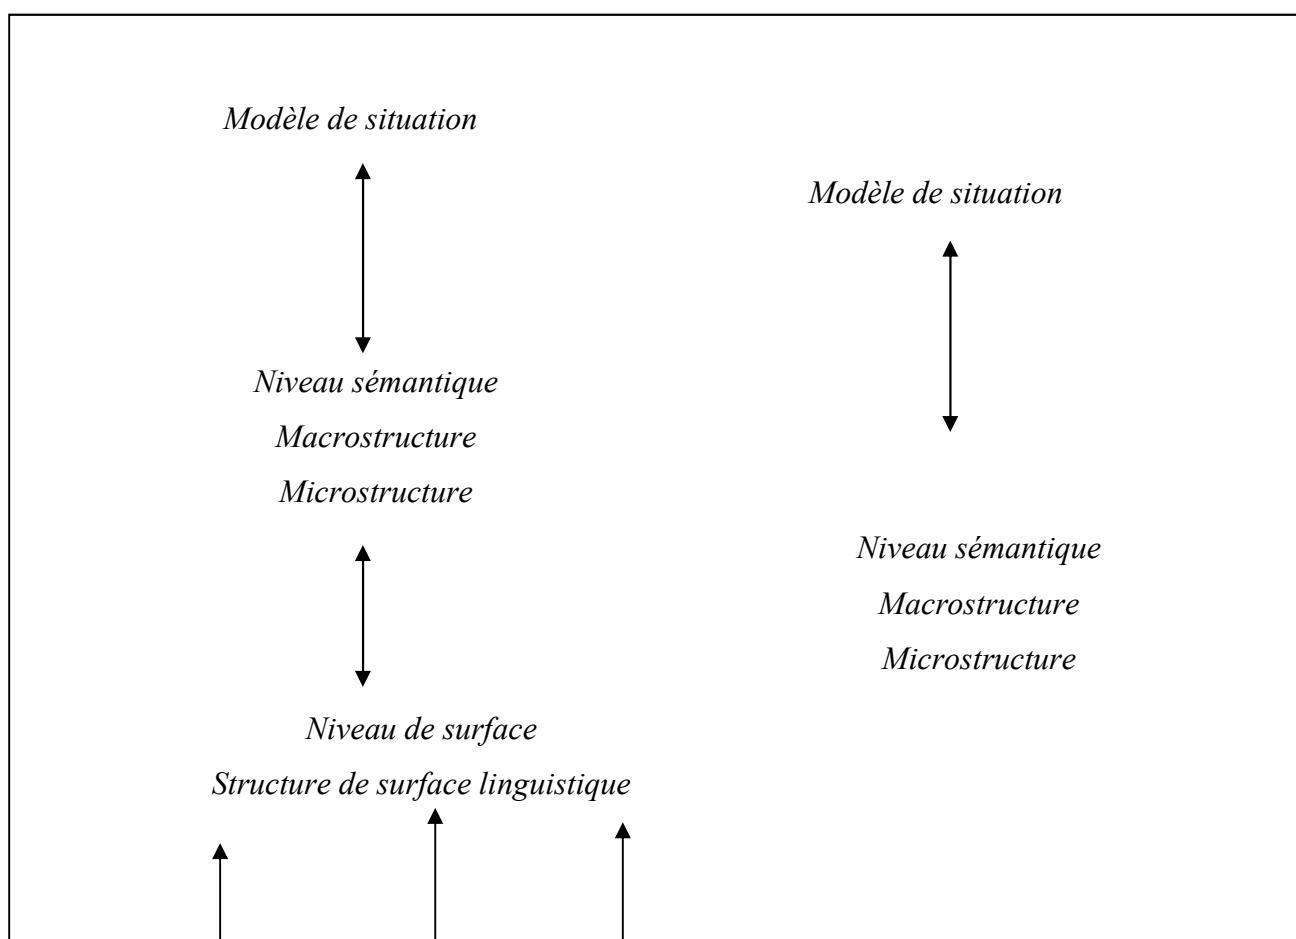 Modèle de situation
Niveau sémantique
Macrostructure
Microstructure
Niveau de surface
Structure de surface linguistique
Modèle de situation
Niveau sémantique
Macrostructure
Microstructure